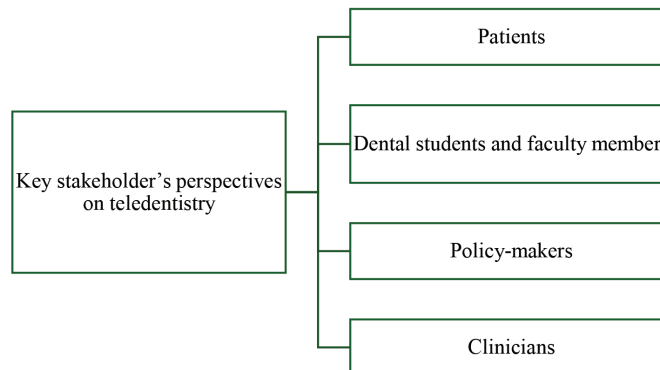 Key stakeholder's perspectives
on teledentistry
Patients
Dental students and faculty member
Policy-makers
Clinicians